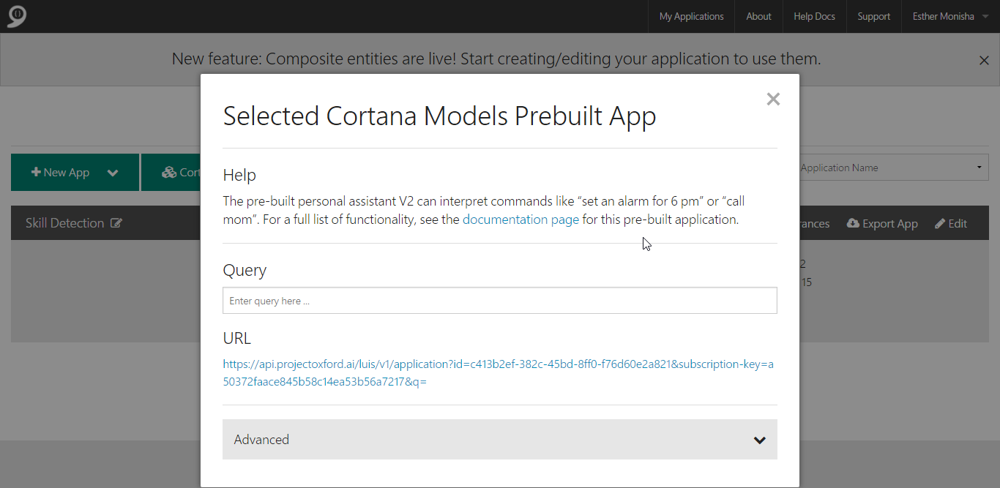 My Applications
About
Help Docs
Support
Esther Monisha
New feature: Composite entities are live! Start creating/editing your application to use them.
Selected Cortana Models Prebuilt App
New App
Cort
Application Name
Help
The pre-built personal assistant V2 can interpret commands like “set an alarm for 6 pm” or “call
mom”. For a full list of functionality, see the documentation page for this pre-built application.
Skill Detection
rances
Export App
Edit
2
15
Query
Enter query here ...
URL
https://api.projectoxford.ai/luis/v1/application?id=c413b2ef-382c-45bd-8ff0-f76d60e2a821&subscription-key=a
50372faace845b58c14ea53b56a7217&q=
Advanced